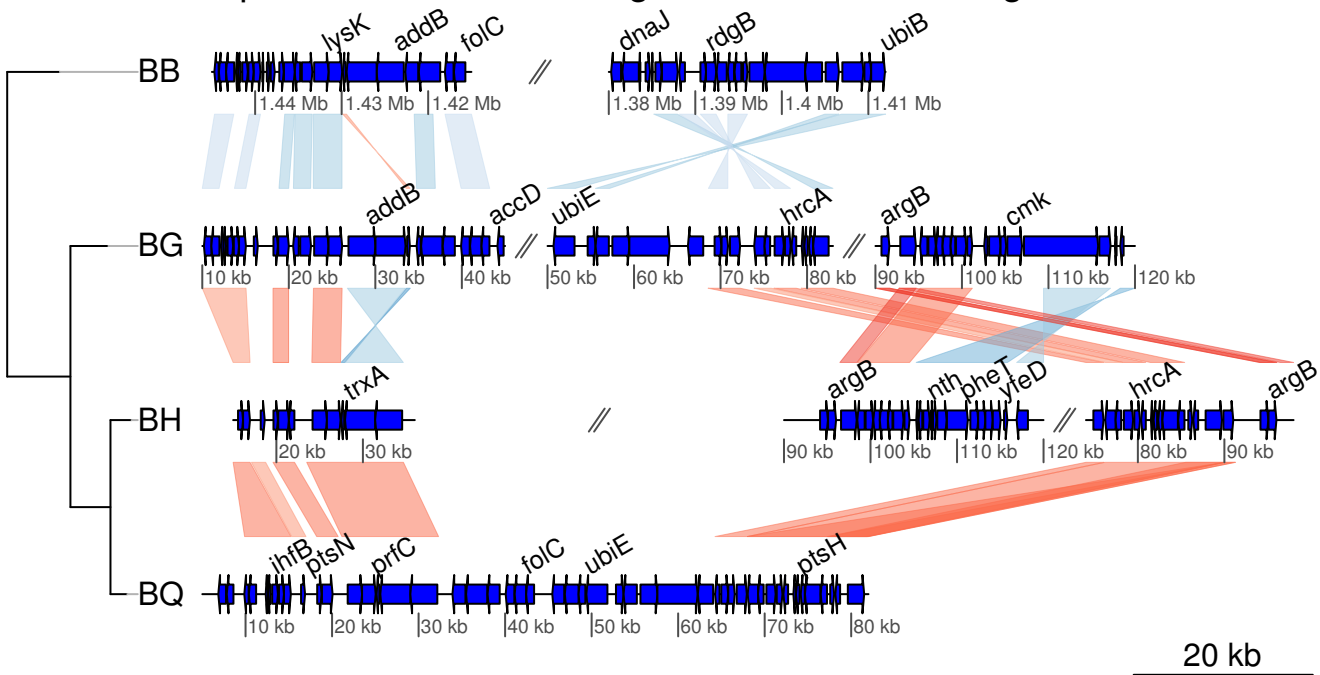 lysK addB folC dnaJ rdgB ubiB
BB
1.44 Mb 1.43 Mb 1.42 Mb 1.38 Mb 1.39 Mb 1.4 Mb 1.41 Mb
addB accD ubiE hrcA argB cmk
BG
10 kb 20 kb 30 kb 40 kb 50 kb 60 kb 70 kb 80 kb 90 kb 100 kb 110 kb 120 kb
trxA argB nth pheT yfeD hrcA argB
BH
20 kb 30 kb 90 kb 100 kb 110 kb 120 kb 80 kb 90 kb
ihfB ptsN prfC folC ubiE ptsH
BQ
10 kb 20 kb 30 kb 40 kb 50 kb 60 kb 70 kb 80 kb
20 kb